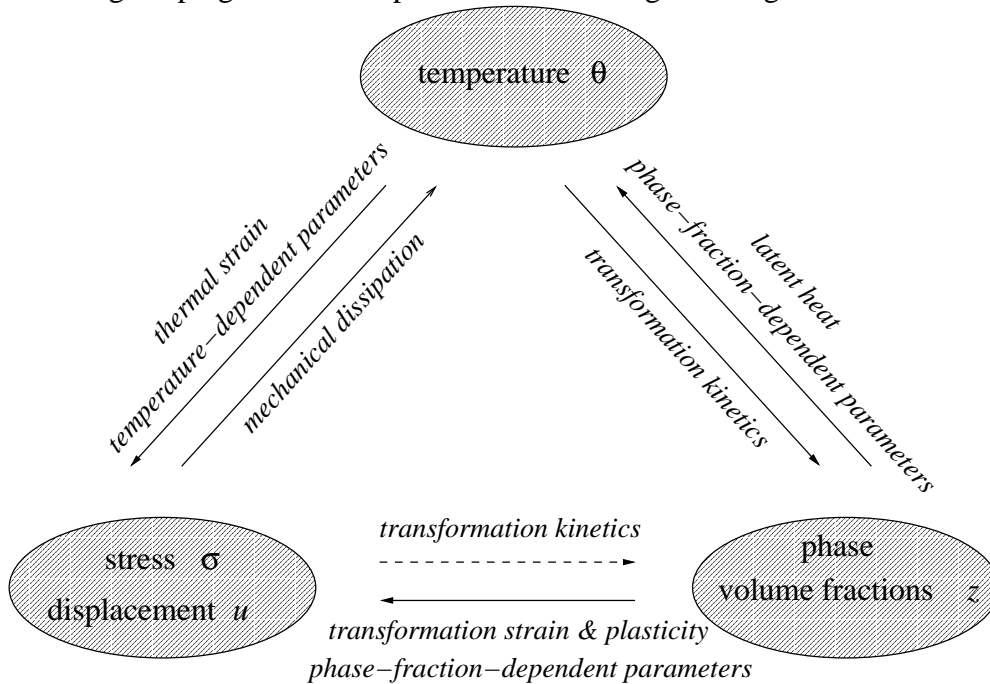 temperature θ
thermal strain
temperature–dependent parameters
mechanical dissipation
transformation kinetics
latent heat
phase–fraction–dependent parameters
stress σ
displacement u
transformation kinetics
transformation strain & plasticity
phase–fraction–dependent parameters
phase
volume fractions z